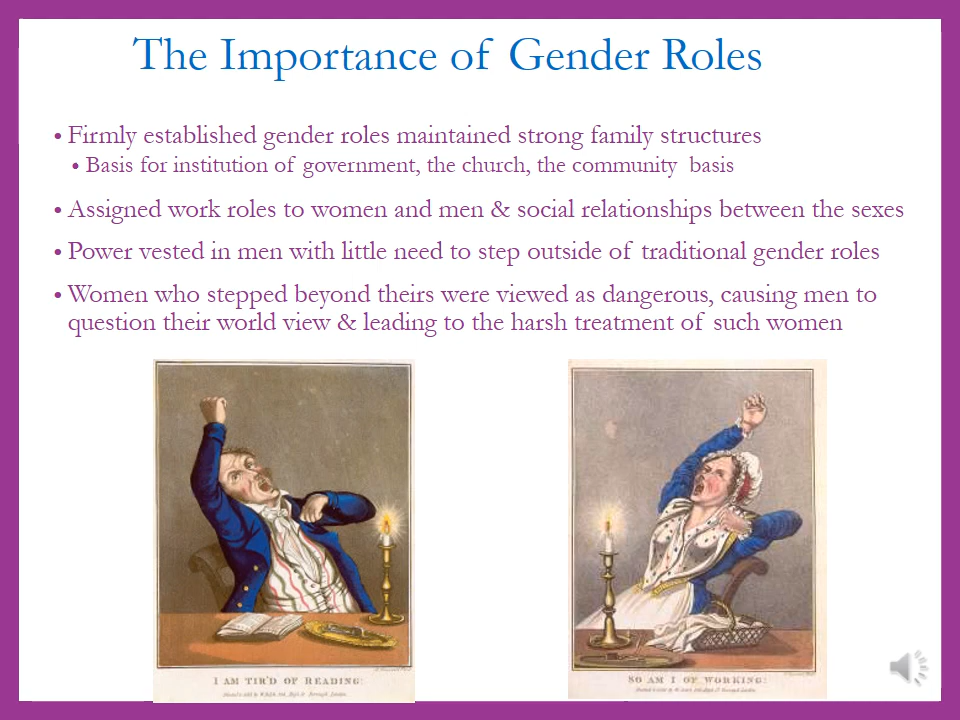 The Importance of Gender Roles
• Firmly established gender roles maintained strong family structures
• Basis for institution of government, the church, the community basis
• Assigned work roles to women and men & social relationships between the sexes
• Power vested in men with little need to step outside of traditional gender roles
• Women who stepped beyond theirs were viewed as dangerous, causing men to
question their world view & leading to the harsh treatment of such women
I AM TIR'D OF READING!
SO AM I OF WORKING!